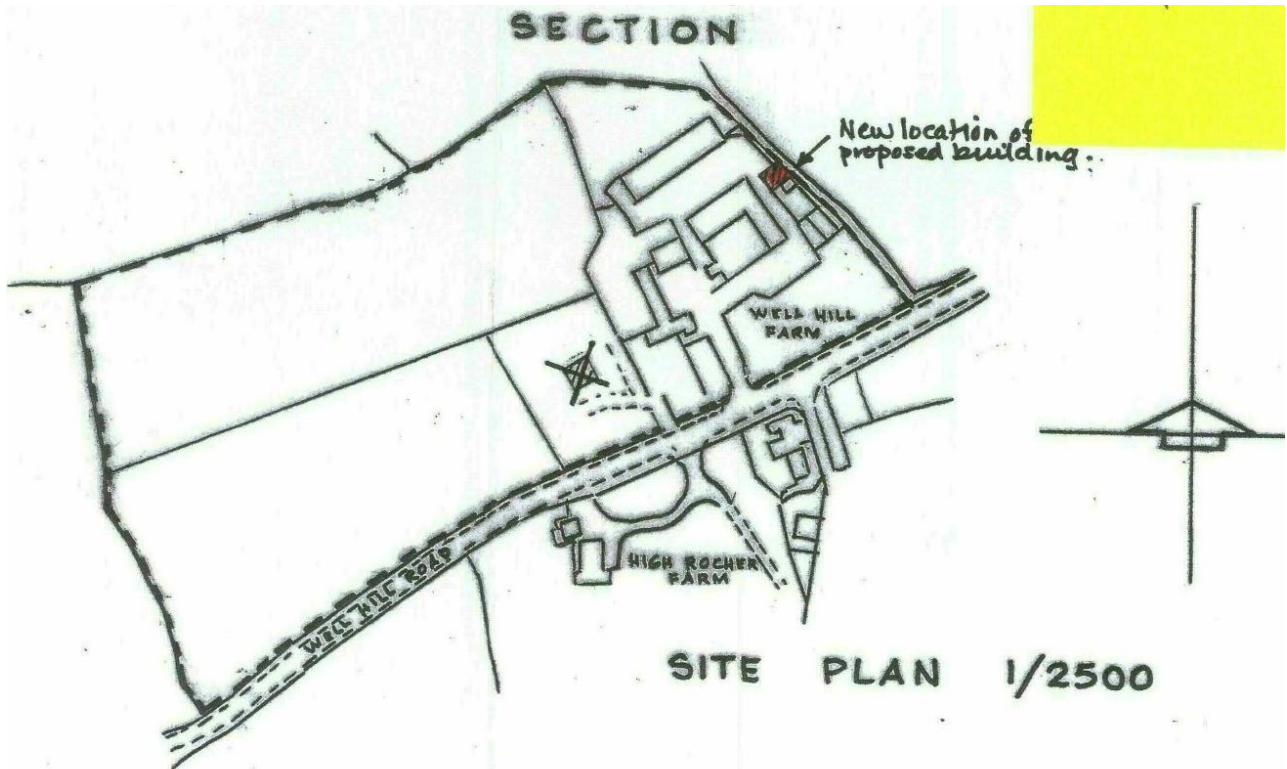 SECTION
New location of
proposed building.
WELL HILL
FARM
WELL HILL ROAD
HIGH ROCHER
FARM
SITE PLAN 1/2500